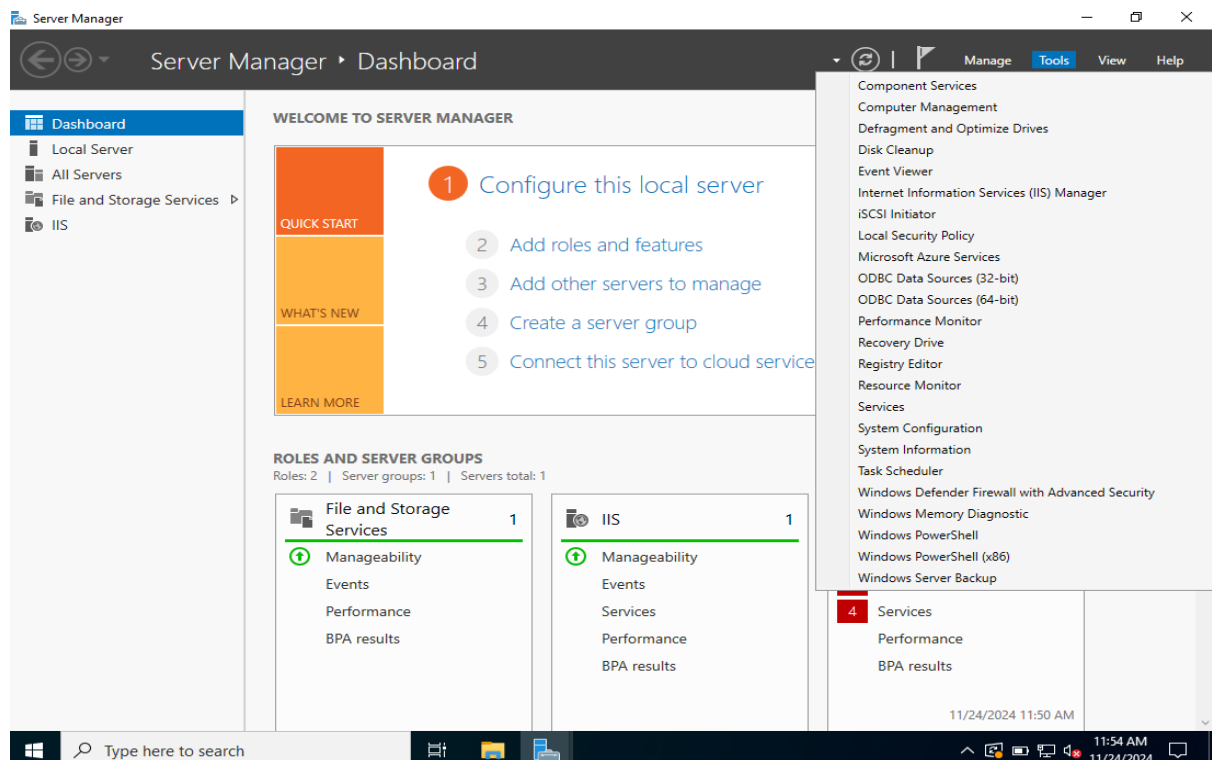 Server Manager
Server Manager ‣ Dashboard
Manage Tools View Help
Dashboard
Local Server
All Servers
File and Storage Services
IIS
WELCOME TO SERVER MANAGER
QUICK START
WHAT'S NEW
LEARN MORE
1 Configure this local server
2 Add roles and features
3 Add other servers to manage
4 Create a server group
5 Connect this server to cloud service
Component Services
Computer Management
Defragment and Optimize Drives
Disk Cleanup
Event Viewer
Internet Information Services (IIS) Manager
iSCSI Initiator
Local Security Policy
Microsoft Azure Services
ODBC Data Sources (32-bit)
ODBC Data Sources (64-bit)
Performance Monitor
Recovery Drive
Registry Editor
Resource Monitor
Services
System Configuration
System Information
Task Scheduler
Windows Defender Firewall with Advanced Security
Windows Memory Diagnostic
Windows PowerShell
Windows PowerShell (x86)
Windows Server Backup
ROLES AND SERVER GROUPS
Roles: 2 | Server groups: 1 | Servers total: 1
File and Storage
Services
1
Manageability
Events
Performance
BPA results
IIS 1
Manageability
Events
Services
Performance
BPA results
4 Services
Performance
BPA results
11/24/2024 11:50 AM
Type here to search
11:54 AM
11/24/2024